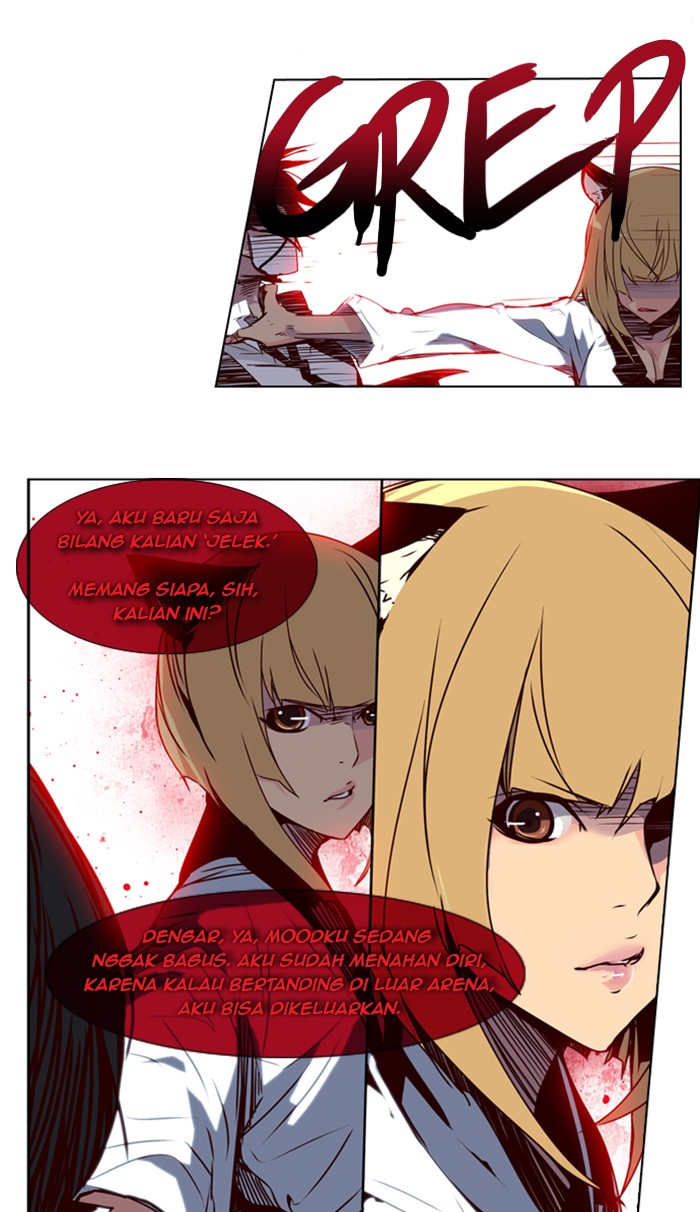 GREP
YA, AKU BARU SAJA
BILANG KALIAN ‘JELEK.’
MEMANG SIAPA, SIH,
KALIAN INI?
DENGAR, YA, MOODKU SEDANG
NGGAK BAGUS. AKU SUDAH MENAHAN DIRI,
KARENA KALAU BERTANDING DI LUAR ARENA,
AKU BISA DIKELUARKAN.